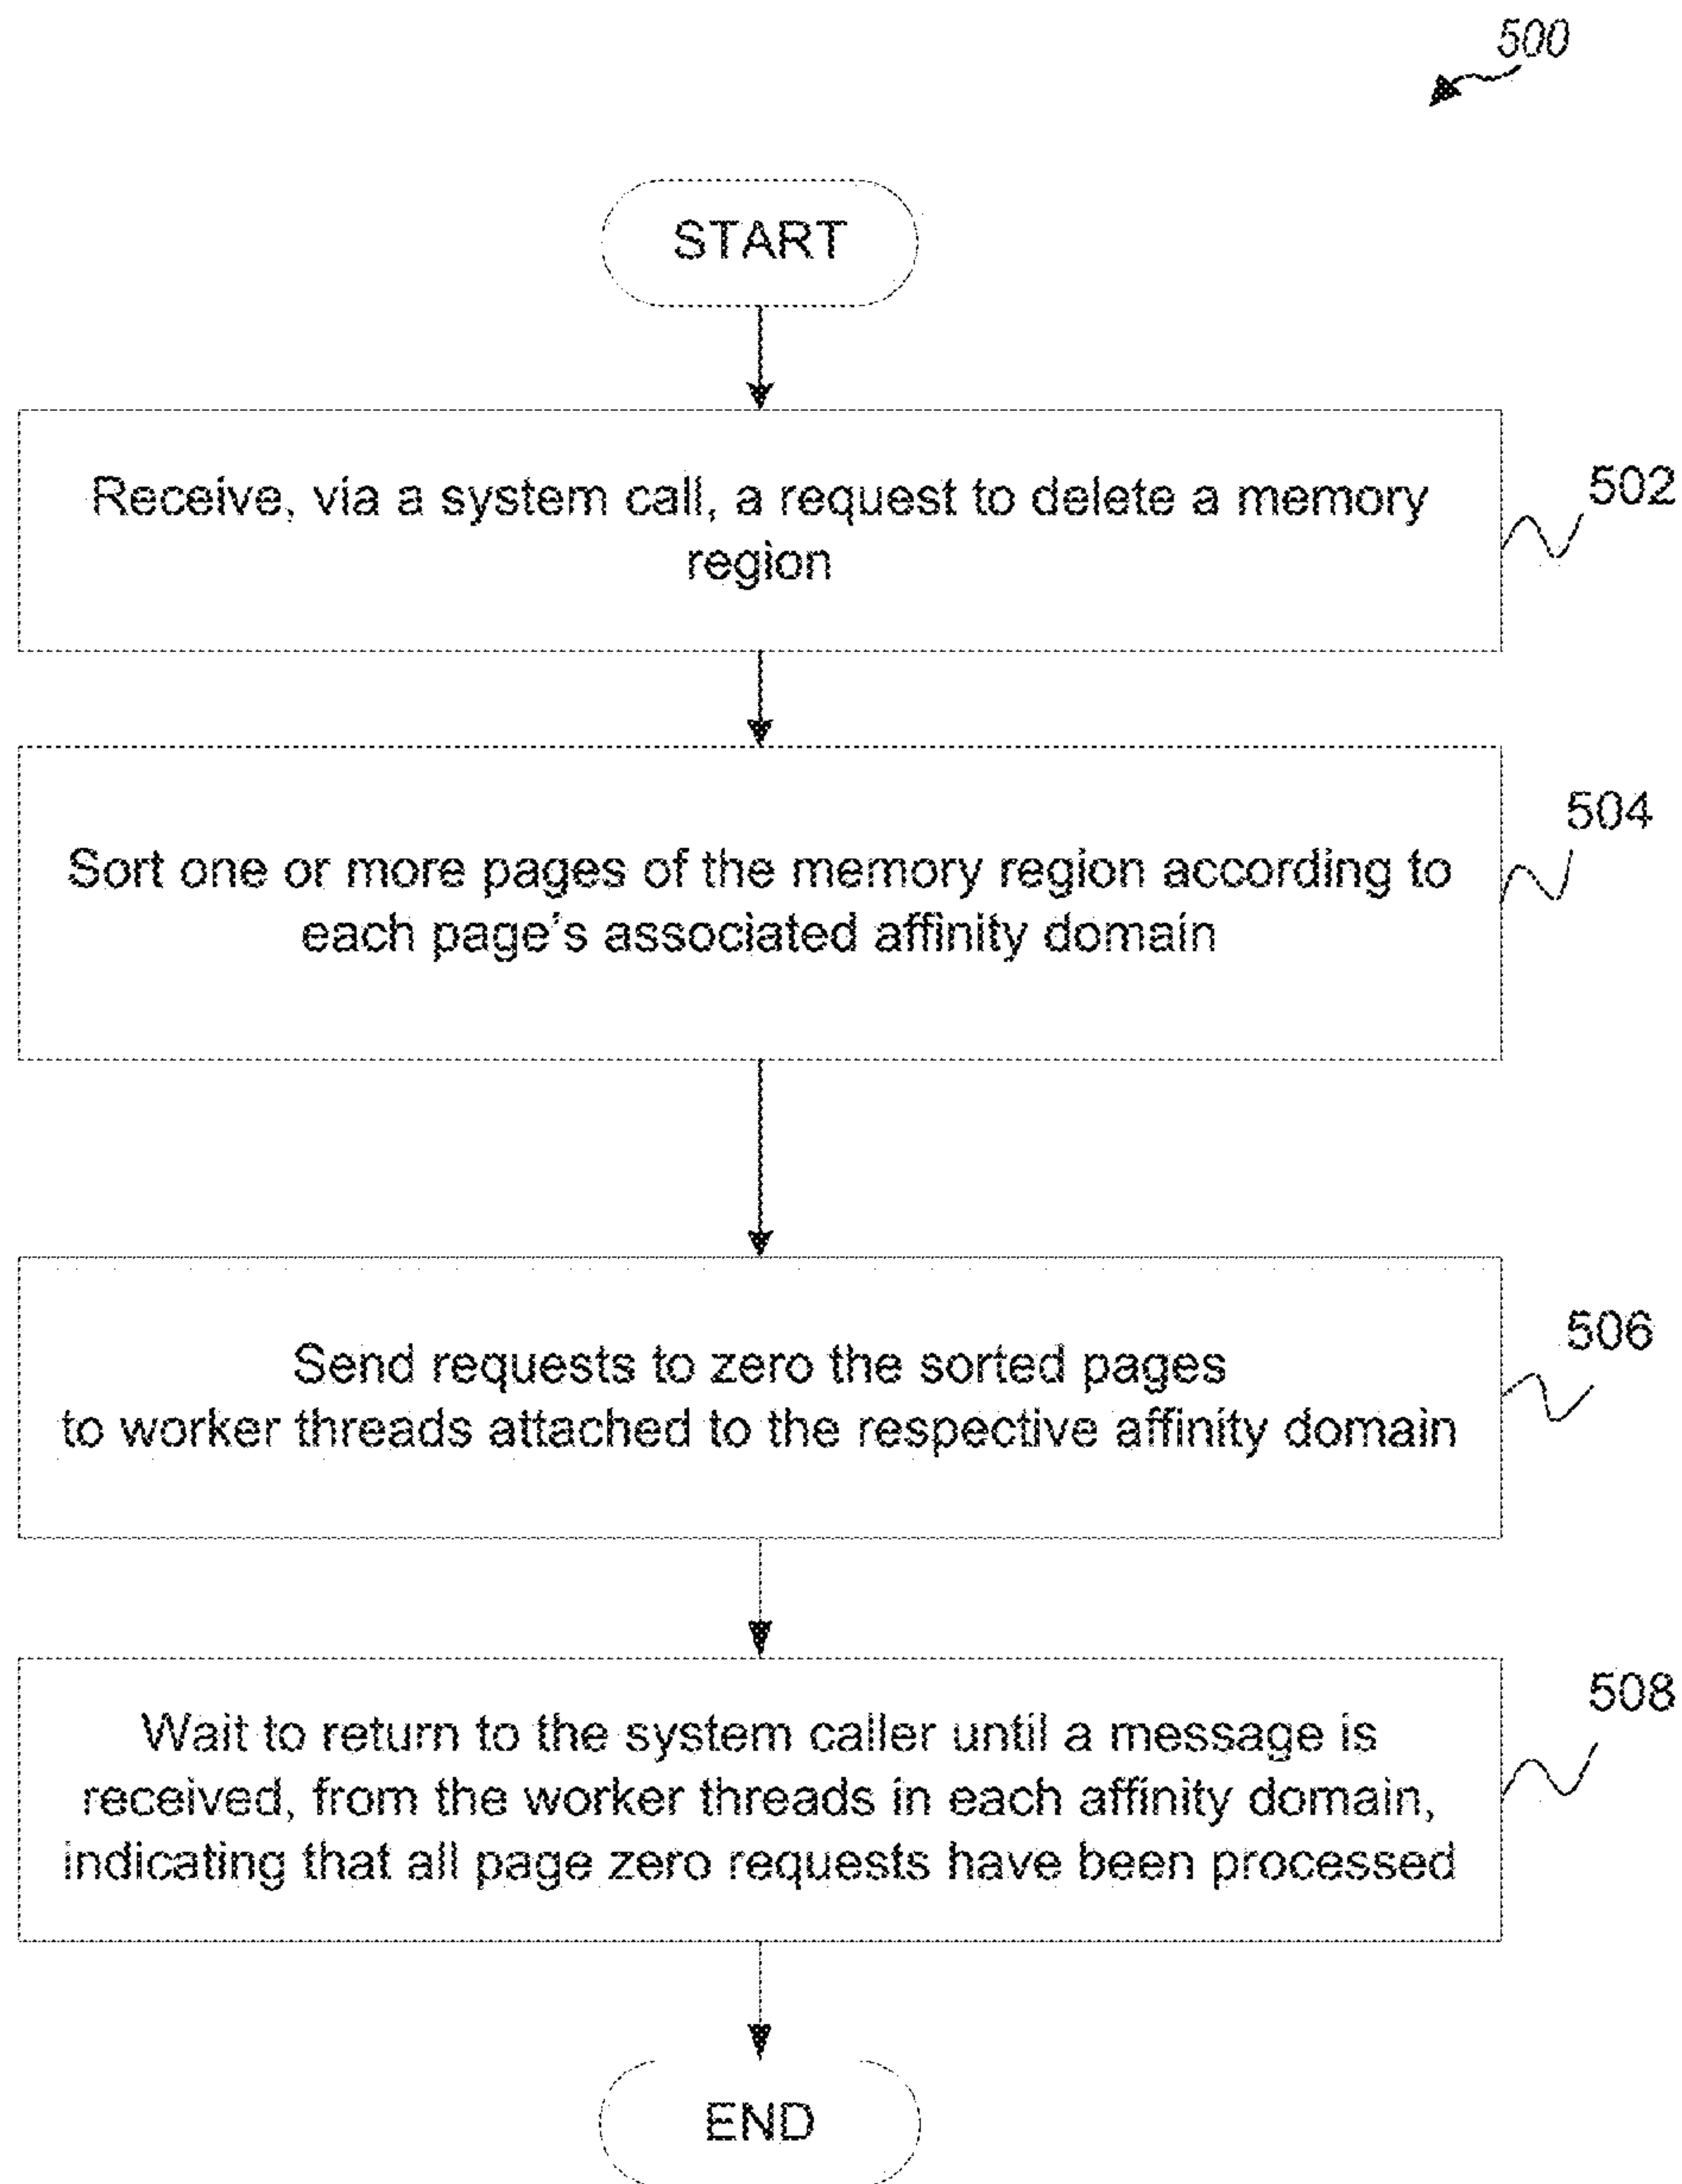 500
START
Receive, via a system call, a request to delete a memory
region
502
Sort one or more pages of the memory region according to
each page's associated affinity domain
504
Send requests to zero the sorted pages
to worker threads attached to the respective affinity domain
506
Wait to return to the system caller until a message is
received, from the worker threads in each affinity domain,
indicating that all page zero requests have been processed
508
END